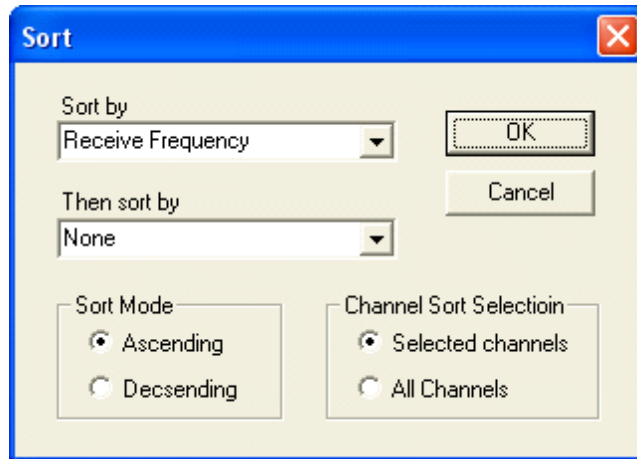 Sort
Sort by
Receive Frequency
OK
Then sort by
Cancel
None
Sort Mode
Ascending
Decsending
Channel Sort Selectioin
Selected channels
All Channels